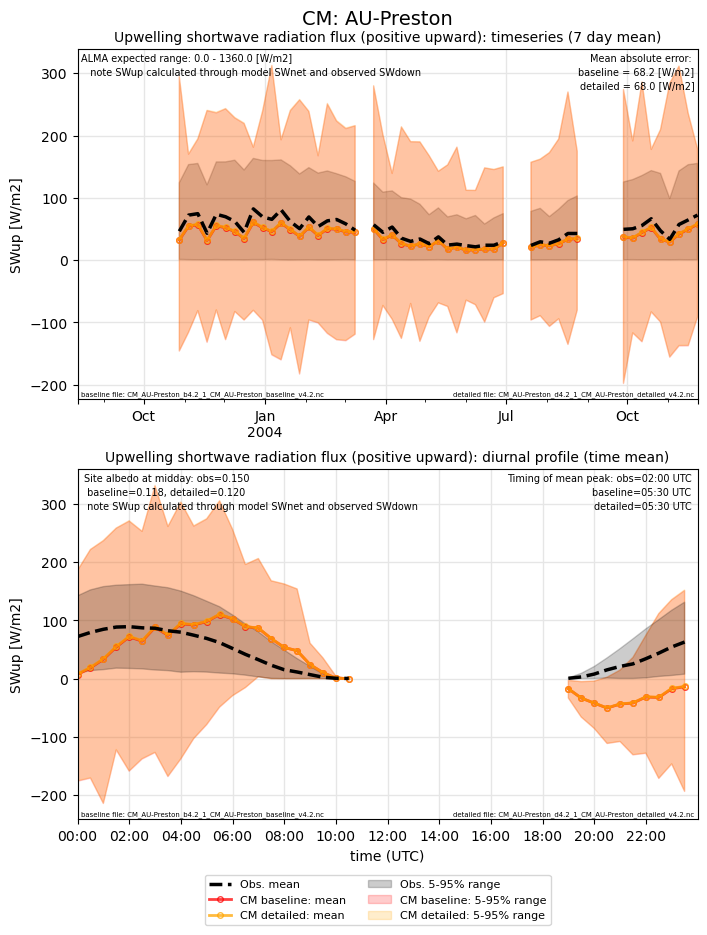 CM: AU-Preston
Upwelling shortwave radiation flux (positive upward): timeseries (7 day mean)
ALMA expected range: 0.0 - 1360.0 [W/m2]
note SWup calculated through model SWnet and observed SWdown
Mean absolute error:
baseline = 68.2 [W/m2]
detailed = 68.0 [W/m2]
SWup [W/m2]
300
200
100
0
−100
−200
baseline file: CM_AU-Preston_b4.2_1_CM_AU-Preston_baseline_v4.2.nc
detailed file: CM_AU-Preston_d4.2_1_CM_AU-Preston_detailed_v4.2.nc
Oct Jan Apr Jul Oct
2004
Upwelling shortwave radiation flux (positive upward): diurnal profile (time mean)
Site albedo at midday: obs=0.150
baseline=0.118, detailed=0.120
note SWup calculated through model SWnet and observed SWdown
Timing of mean peak: obs=02:00 UTC
baseline=05:30 UTC
detailed=05:30 UTC
SWup [W/m2]
300
200
100
0
−100
−200
baseline file: CM_AU-Preston_b4.2_1_CM_AU-Preston_baseline_v4.2.nc
detailed file: CM_AU-Preston_d4.2_1_CM_AU-Preston_detailed_v4.2.nc
00:00 02:00 04:00 06:00 08:00 10:00 12:00 14:00 16:00 18:00 20:00 22:00
time (UTC)
Obs. mean
CM baseline: mean
CM detailed: mean
Obs. 5-95% range
CM baseline: 5-95% range
CM detailed: 5-95% range